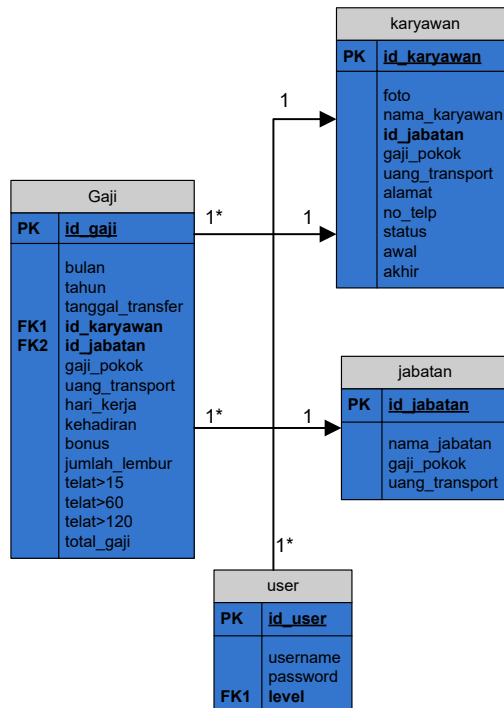 karyawan
PK id_karyawan
foto
nama_karyawan
id_jabatan
gaji_pokok
uang_transport
alamat
no_telp
status
awal
akhir
1
Gaji
PK id_gaji
bulan
tahun
tanggal_transfer
FK1 id_karyawan
FK2 id_jabatan
gaji_pokok
uang_transport
hari_kerja
kehadiran
bonus
jumlah_lembur
telat>15
telat>60
telat>120
total_gaji
1* 1
1* 1
jabatan
PK id_jabatan
nama_jabatan
gaji_pokok
uang_transport
1*
user
PK id_user
username
password
FK1 level